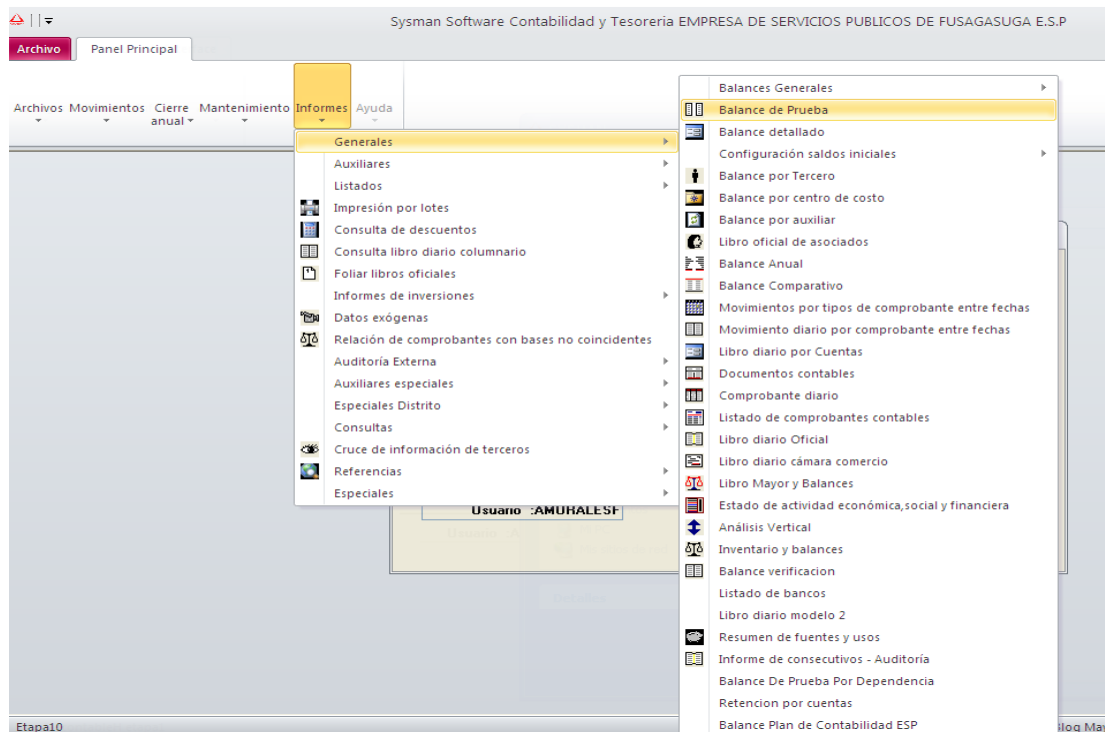 Sysman Software Contabilidad y Tesoreria EMPRESA DE SERVICIOS PUBLICOS DE FUSAGASUGA E.S.P
Archivo
Panel Principal
Archivos
Movimientos
Cierre anual
Mantenimiento
Informes
Ayuda
Generales
Auxiliares
Listados
Impresión por lotes
Consulta de descuentos
Consulta libro diario columnario
Foliar libros oficiales
Informes de inversiones
Datos exógenas
Relación de comprobantes con bases no coincidentes
Auditoría Externa
Auxiliares especiales
Especiales Distrito
Consultas
Cruce de información de terceros
Referencias
Especiales
Balances Generales
Balance de Prueba
Balance detallado
Configuración saldos iniciales
Balance por Tercero
Balance por centro de costo
Balance por auxiliar
Libro oficial de asociados
Balance Anual
Balance Comparativo
Movimientos por tipos de comprobante entre fechas
Movimiento diario por comprobante entre fechas
Libro diario por Cuentas
Documentos contables
Comprobante diario
Listado de comprobantes contables
Libro diario Oficial
Libro diario cámara comercio
Libro Mayor y Balances
Estado de actividad económica,social y financiera
Análisis Vertical
Inventario y balances
Balance verificacion
Listado de bancos
Libro diario modelo 2
Resumen de fuentes y usos
Informe de consecutivos - Auditoría
Balance De Prueba Por Dependencia
Retencion por cuentas
Balance Plan de Contabilidad ESP
Usuario :AMURALESF
Etapa10